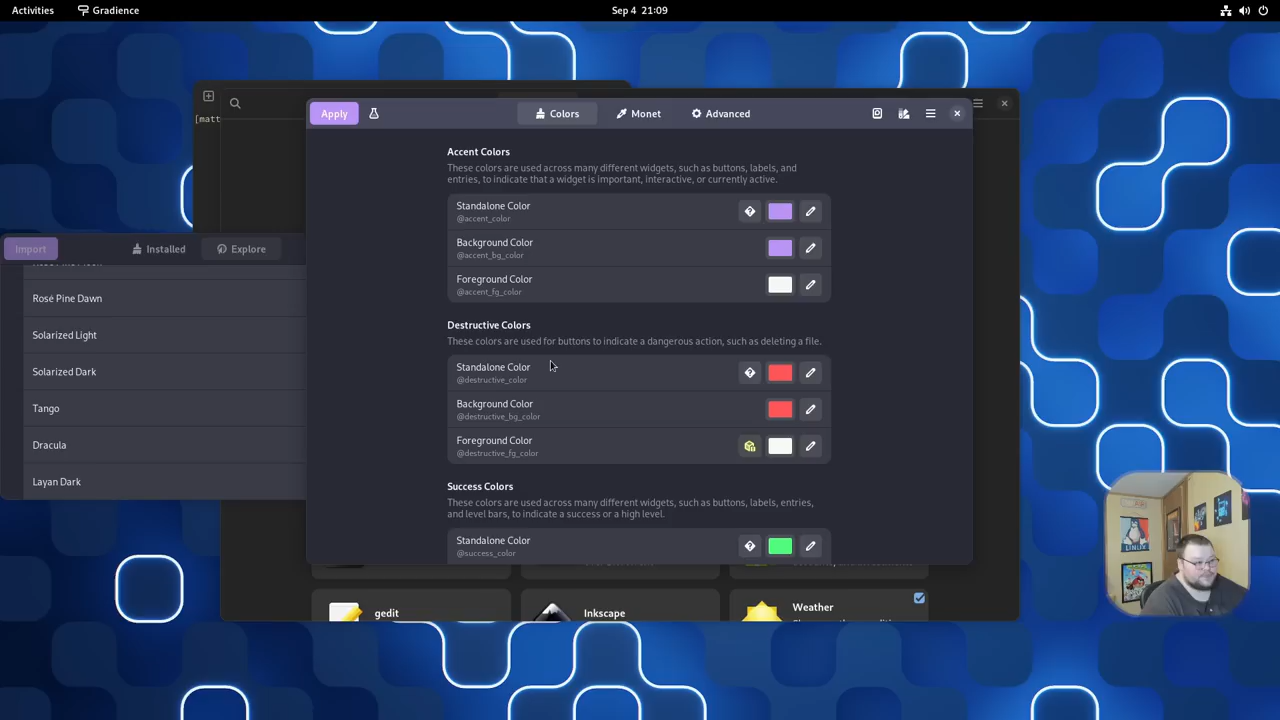 Activities
Gradience
Sep 4 21:09
[matt
Apply
Colors
Monet
Advanced
Import
Installed
Explore
Rosé Pine Dawn
Solarized Light
Solarized Dark
Tango
Dracula
Layan Dark
Accent Colors
These colors are used across many different widgets, such as buttons, labels, and
entries, to indicate that a widget is important, interactive, or currently active.
Standalone Color
@accent_color
Background Color
@accent_bg_color
Foreground Color
@accent_fg_color
Destructive Colors
These colors are used for buttons to indicate a dangerous action, such as deleting a file.
Standalone Color
@destructive_color
Background Color
@destructive_bg_color
Foreground Color
@destructive_fg_color
Success Colors
These colors are used across many different widgets, such as buttons, labels, entries,
and level bars, to indicate a success or a high level.
Standalone Color
@success_color
gedit
Inkscape
Weather
LINUX